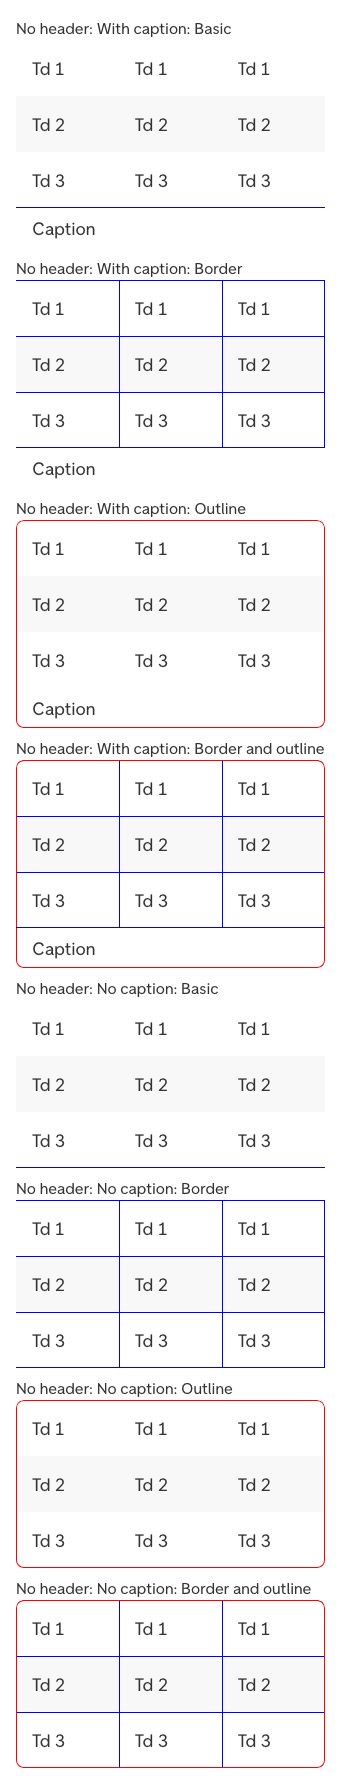 No header: With caption: Basic
Td 1 Td 1 Td 1
Td 2 Td 2 Td 2
Td 3 Td 3 Td 3
Caption
No header: With caption: Border
Td 1 Td 1 Td 1
Td 2 Td 2 Td 2
Td 3 Td 3 Td 3
Caption
No header: With caption: Outline
Td 1 Td 1 Td 1
Td 2 Td 2 Td 2
Td 3 Td 3 Td 3
Caption
No header: With caption: Border and outline
Td 1 Td 1 Td 1
Td 2 Td 2 Td 2
Td 3 Td 3 Td 3
Caption
No header: No caption: Basic
Td 1 Td 1 Td 1
Td 2 Td 2 Td 2
Td 3 Td 3 Td 3
No header: No caption: Border
Td 1 Td 1 Td 1
Td 2 Td 2 Td 2
Td 3 Td 3 Td 3
No header: No caption: Outline
Td 1 Td 1 Td 1
Td 2 Td 2 Td 2
Td 3 Td 3 Td 3
No header: No caption: Border and outline
Td 1 Td 1 Td 1
Td 2 Td 2 Td 2
Td 3 Td 3 Td 3